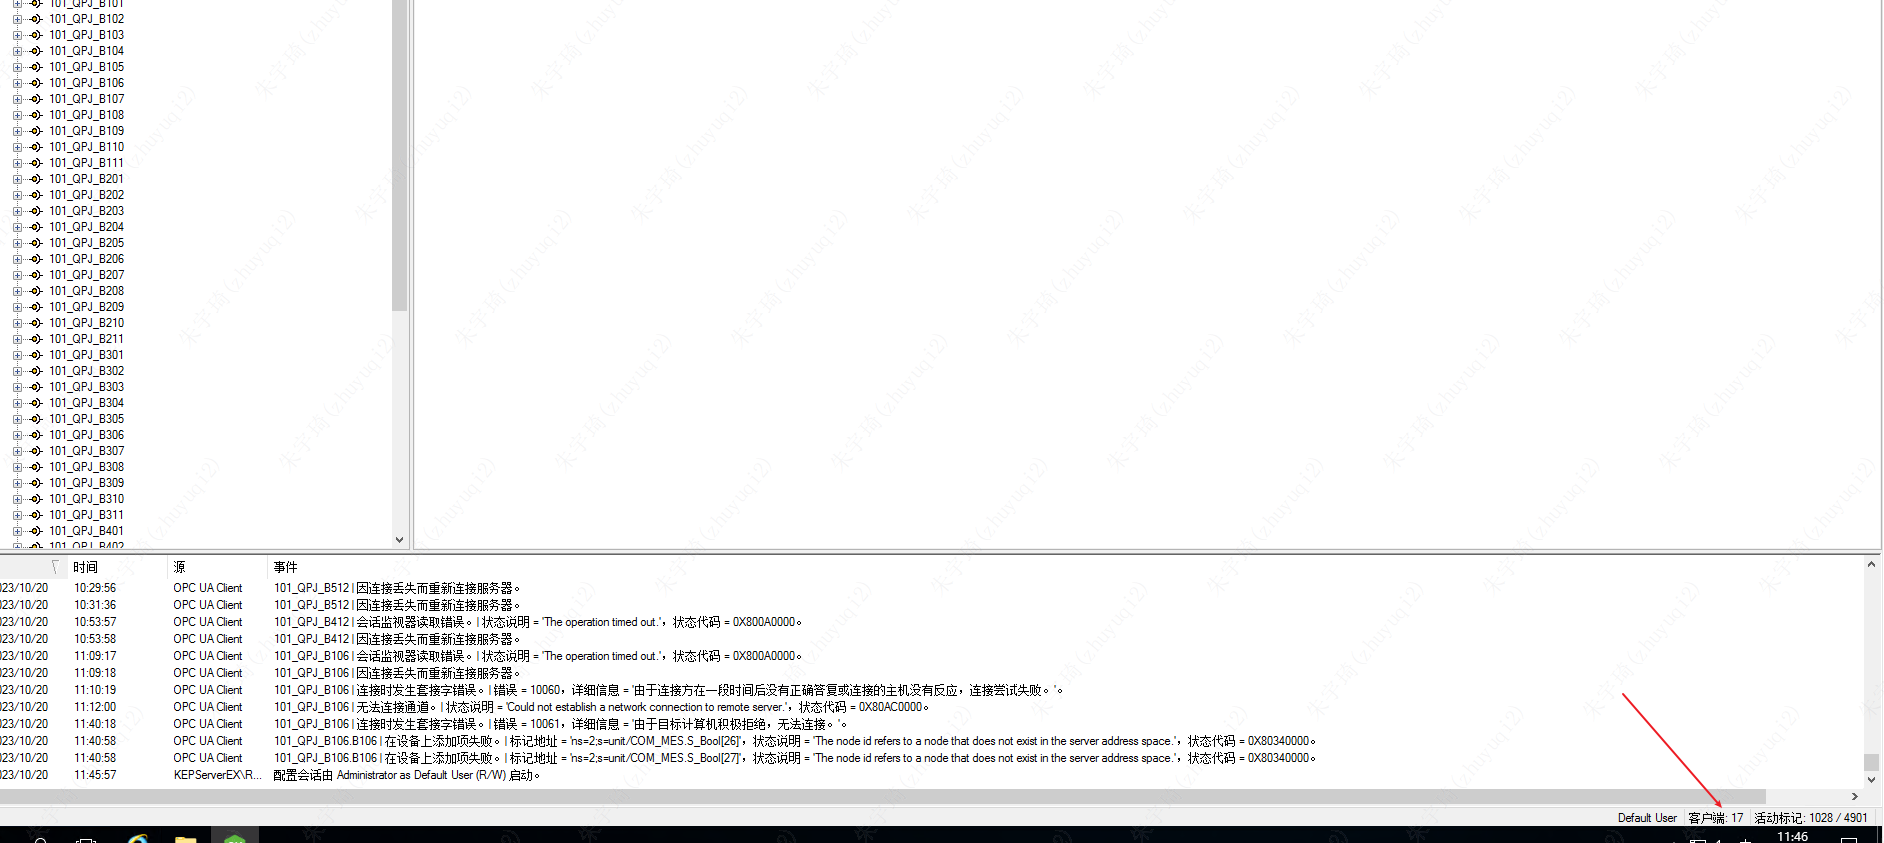 101_QPJ_B101
101_QPJ_B102
101_QPJ_B103
101_QPJ_B104
101_QPJ_B105
101_QPJ_B106
101_QPJ_B107
101_QPJ_B108
101_QPJ_B109
101_QPJ_B110
101_QPJ_B111
101_QPJ_B201
101_QPJ_B202
101_QPJ_B203
101_QPJ_B204
101_QPJ_B205
101_QPJ_B206
101_QPJ_B207
101_QPJ_B208
101_QPJ_B209
101_QPJ_B210
101_QPJ_B211
101_QPJ_B301
101_QPJ_B302
101_QPJ_B303
101_QPJ_B304
101_QPJ_B305
101_QPJ_B306
101_QPJ_B307
101_QPJ_B308
101_QPJ_B309
101_QPJ_B310
101_QPJ_B311
101_QPJ_B401
101_QPJ_B402
时间 源 事件
023/10/20 10:29:56 OPC UA Client 101_QPJ_B512 | 因连接丢失而重新连接服务器。
023/10/20 10:31:36 OPC UA Client 101_QPJ_B512 | 因连接丢失而重新连接服务器。
023/10/20 10:53:57 OPC UA Client 101_QPJ_B412 | 会话监视器读取错误。| 状态说明 = 'The operation timed out.'，状态代码 = 0X800A0000。
023/10/20 10:53:58 OPC UA Client 101_QPJ_B412 | 因连接丢失而重新连接服务器。
023/10/20 11:09:17 OPC UA Client 101_QPJ_B106 | 会话监视器读取错误。| 状态说明 = 'The operation timed out.'，状态代码 = 0X800A0000。
023/10/20 11:09:18 OPC UA Client 101_QPJ_B106 | 因连接丢失而重新连接服务器。
023/10/20 11:10:19 OPC UA Client 101_QPJ_B106 | 连接时发生套接字错误。| 错误 = 10060，详细信息 = '由于连接方在一段时间后没有正确答复或连接的主机没有反应，连接尝试失败。'。
023/10/20 11:12:00 OPC UA Client 101_QPJ_B106 | 无法连接通道。| 状态说明 = 'Could not establish a network connection to remote server.'，状态代码 = 0X80AC0000。
023/10/20 11:40:18 OPC UA Client 101_QPJ_B106 | 连接时发生套接字错误。| 错误 = 10061，详细信息 = '由于目标计算机积极拒绝，无法连接。'。
023/10/20 11:40:58 OPC UA Client 101_QPJ_B106.B106 | 在设备上添加项失败。| 标记地址 = 'ns=2;s=unit/COM_MES.S_Bool[26]'，状态说明 = 'The node id refers to a node that does not exist in the server address space.'，状态代码 = 0X80340000。
023/10/20 11:40:58 OPC UA Client 101_QPJ_B106.B106 | 在设备上添加项失败。| 标记地址 = 'ns=2;s=unit/COM_MES.S_Bool[27]'，状态说明 = 'The node id refers to a node that does not exist in the server address space.'，状态代码 = 0X80340000。
023/10/20 11:45:57 KEPServerEX\R... 配置会话由 Administrator as Default User (R/W) 启动。
Default User 客户端: 17 活动标记: 1028 / 4901
11:46
朱宇琦(zhuyuqi2)